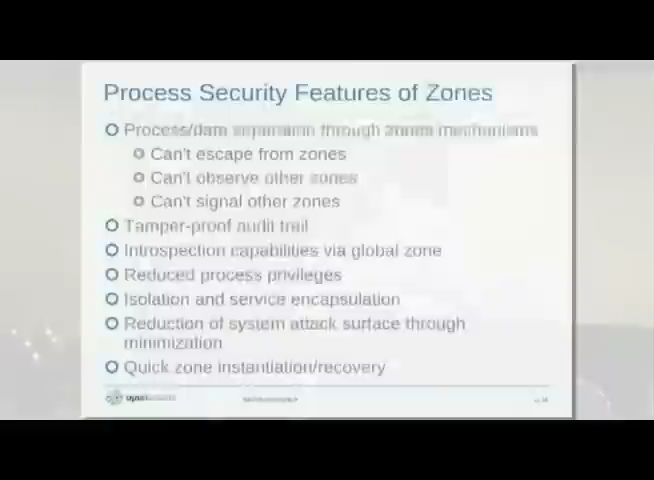 Process Security Features of Zones
Process/data separation through zones mechanisms
Can't escape from zones
Can't observe other zones
Can't signal other zones
Tamper-proof audit trail
Introspection capabilities via global zone
Reduced process privileges
Isolation and service encapsulation
Reduction of system attack surface through
minimization
Quick zone instantiation/recovery